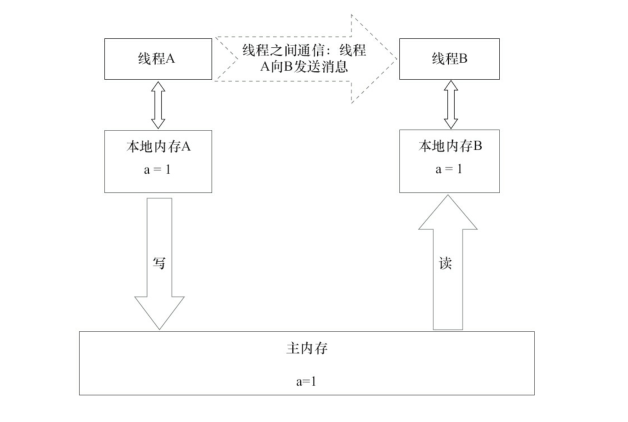 线程A
线程之间通信：线程
A向B发送消息
线程B
本地内存A
a = 1
本地内存B
a = 1
写
读
主内存
a=1